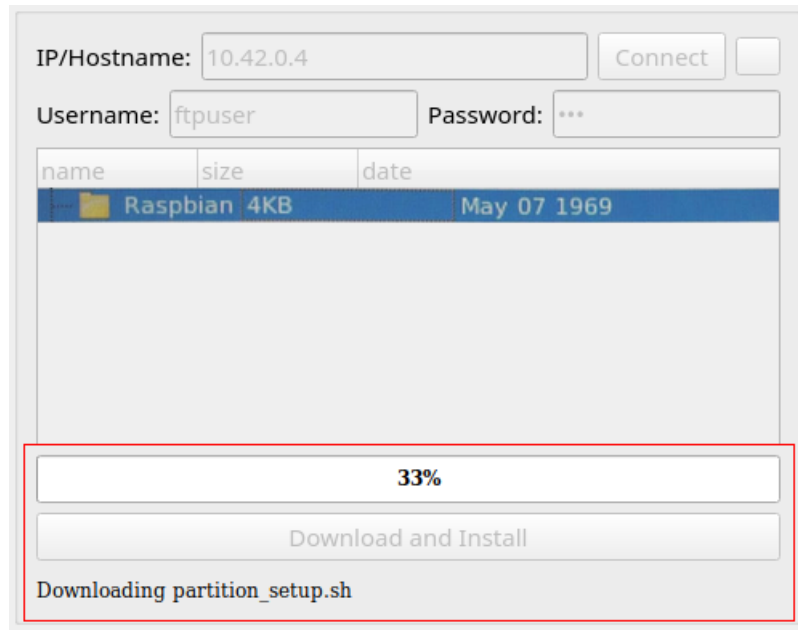 IP/Hostname: 10.42.0.4 Connect
Username: ftpuser Password: •••
name size date
Raspbian 4KB May 07 1969
33%
Download and Install
Downloading partition_setup.sh